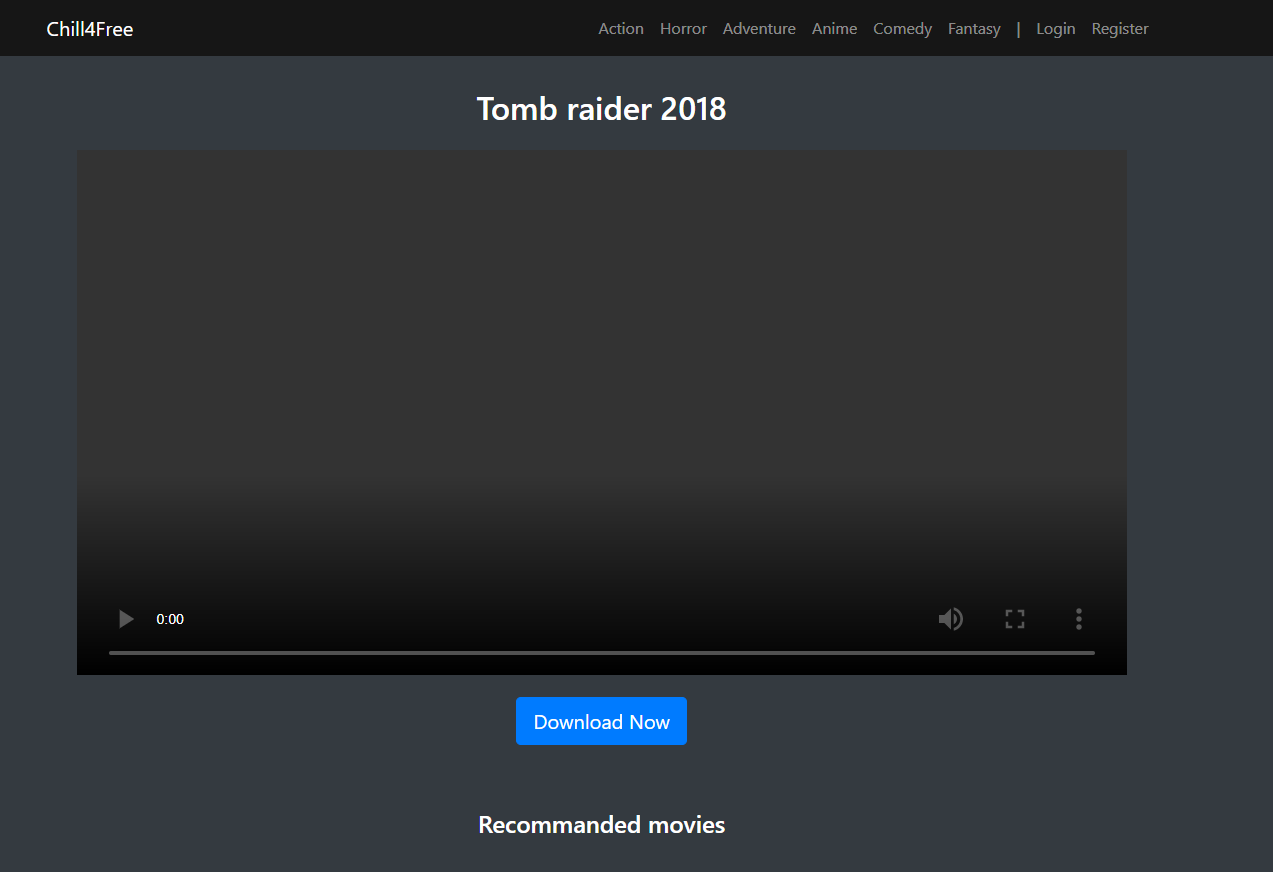 Chill4Free Action Horror Adventure Anime Comedy Fantasy | Login Register
Tomb raider 2018
0:00
Download Now
Recommanded movies